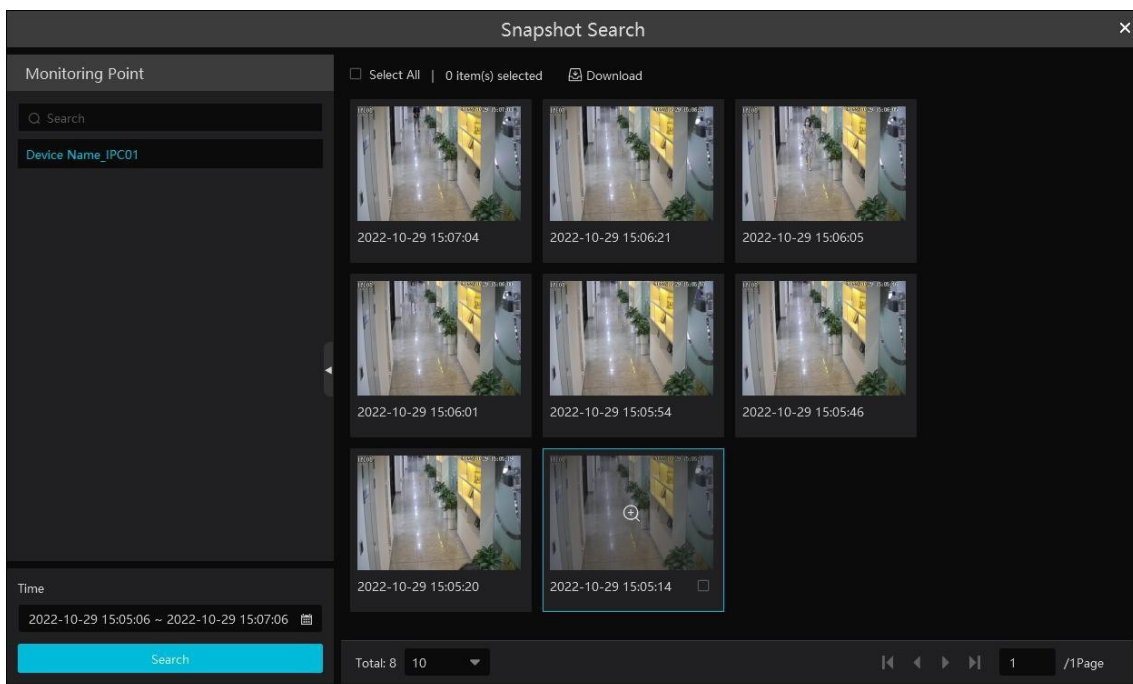 Snapshot Search
Monitoring Point
Search
Device Name_IPC01
Time
2022-10-29 15:05:06 ~ 2022-10-29 15:07:06
Search
Select All | 0 item(s) selected Download
2022-10-29 15:07:04 2022-10-29 15:06:21 2022-10-29 15:06:05
2022-10-29 15:06:01 2022-10-29 15:05:54 2022-10-29 15:05:46
2022-10-29 15:05:20 2022-10-29 15:05:14
Total: 8 10 1 /1Page